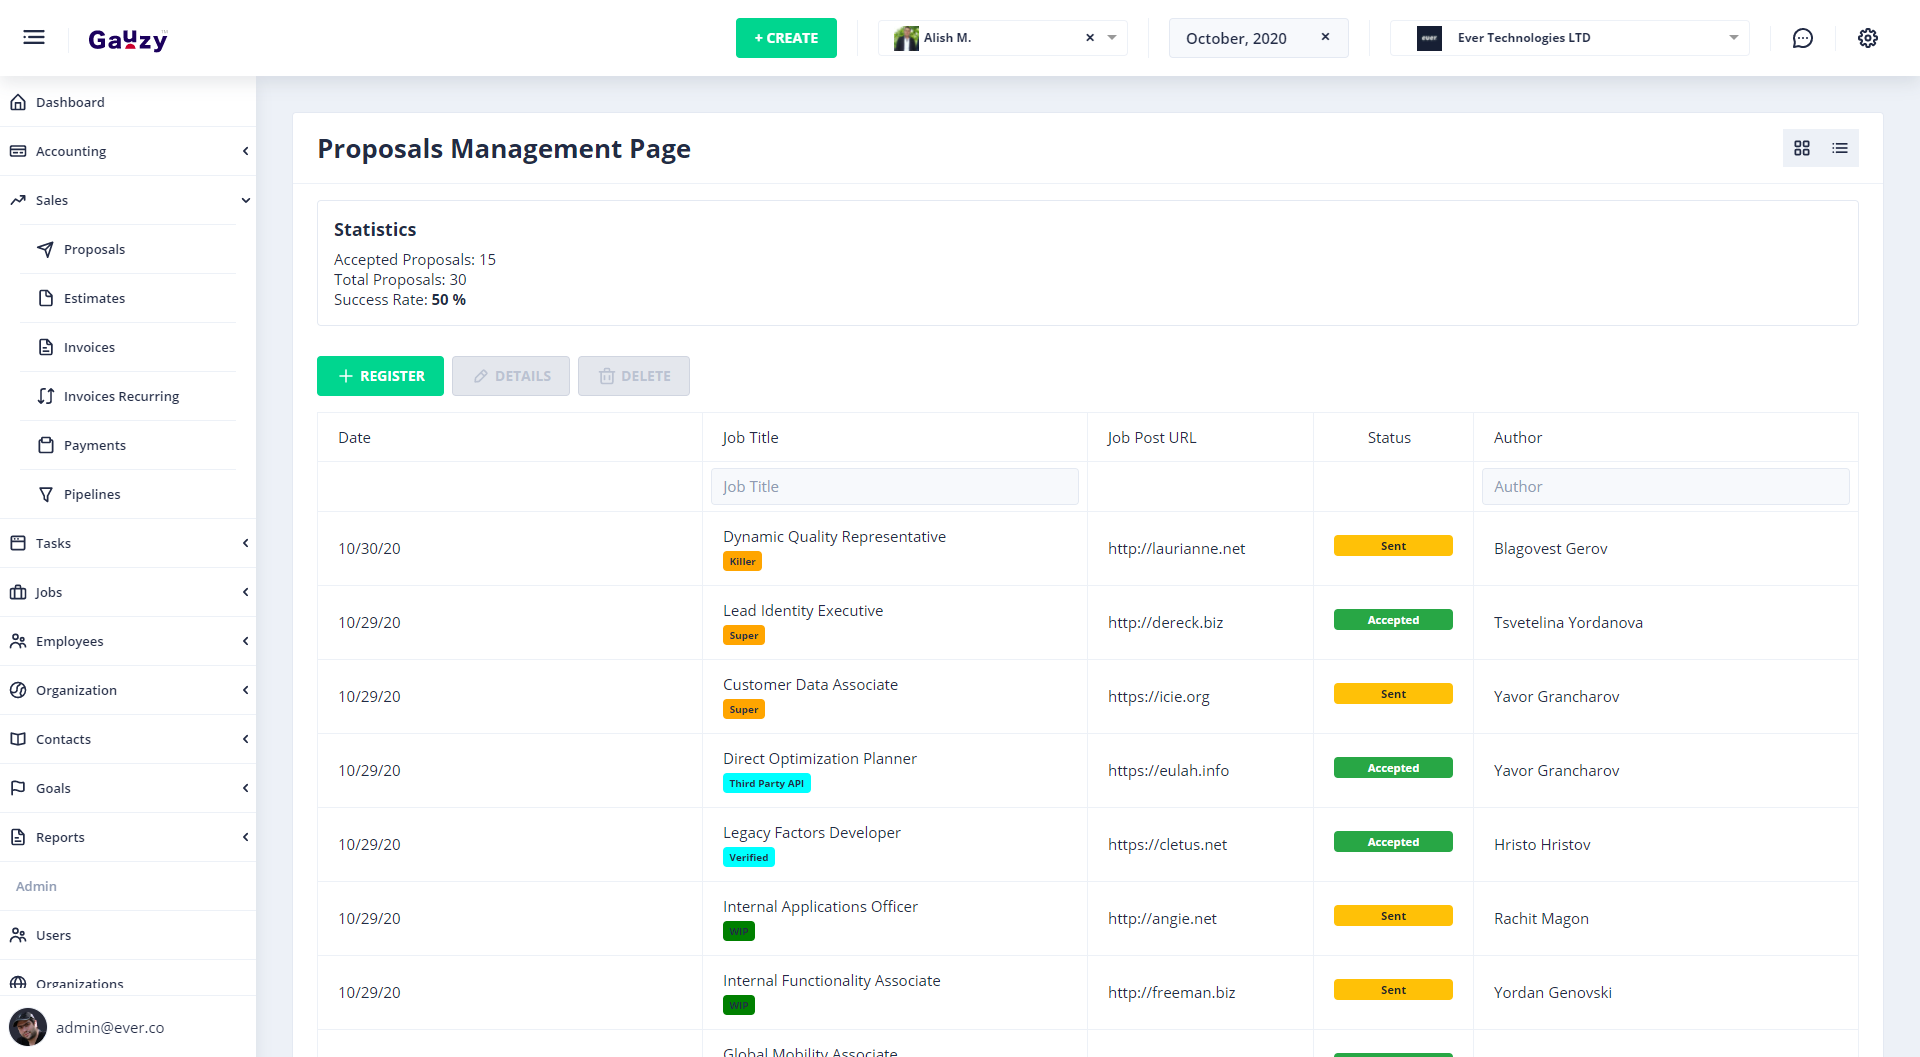 Gauzy
+ CREATE
Alish M.
October, 2020
ever
Ever Technologies LTD
Dashboard
Accounting
Sales
Proposals
Estimates
Invoices
Invoices Recurring
Payments
Pipelines
Tasks
Jobs
Employees
Organization
Contacts
Goals
Reports
Admin
Users
Organizations
admin@ever.co
Proposals Management Page
Statistics
Accepted Proposals: 15
Total Proposals: 30
Success Rate: 50 %
REGISTER DETAILS DELETE
Date Job Title Job Post URL Status Author
Job Title Author
10/30/20 Dynamic Quality Representative http://laurianne.net Sent Blagovest Gerov
Killer
10/29/20 Lead Identity Executive http://dereck.biz Accepted Tsvetelina Yordanova
Super
10/29/20 Customer Data Associate https://icie.org Sent Yavor Grancharov
Super
10/29/20 Direct Optimization Planner https://eulah.info Accepted Yavor Grancharov
Third Party API
10/29/20 Legacy Factors Developer https://cletus.net Accepted Hristo Hristov
Verified
10/29/20 Internal Applications Officer http://angie.net Sent Rachit Magon
WIP
10/29/20 Internal Functionality Associate http://freeman.biz Sent Yordan Genovski
WIP
Global Mobility Associate